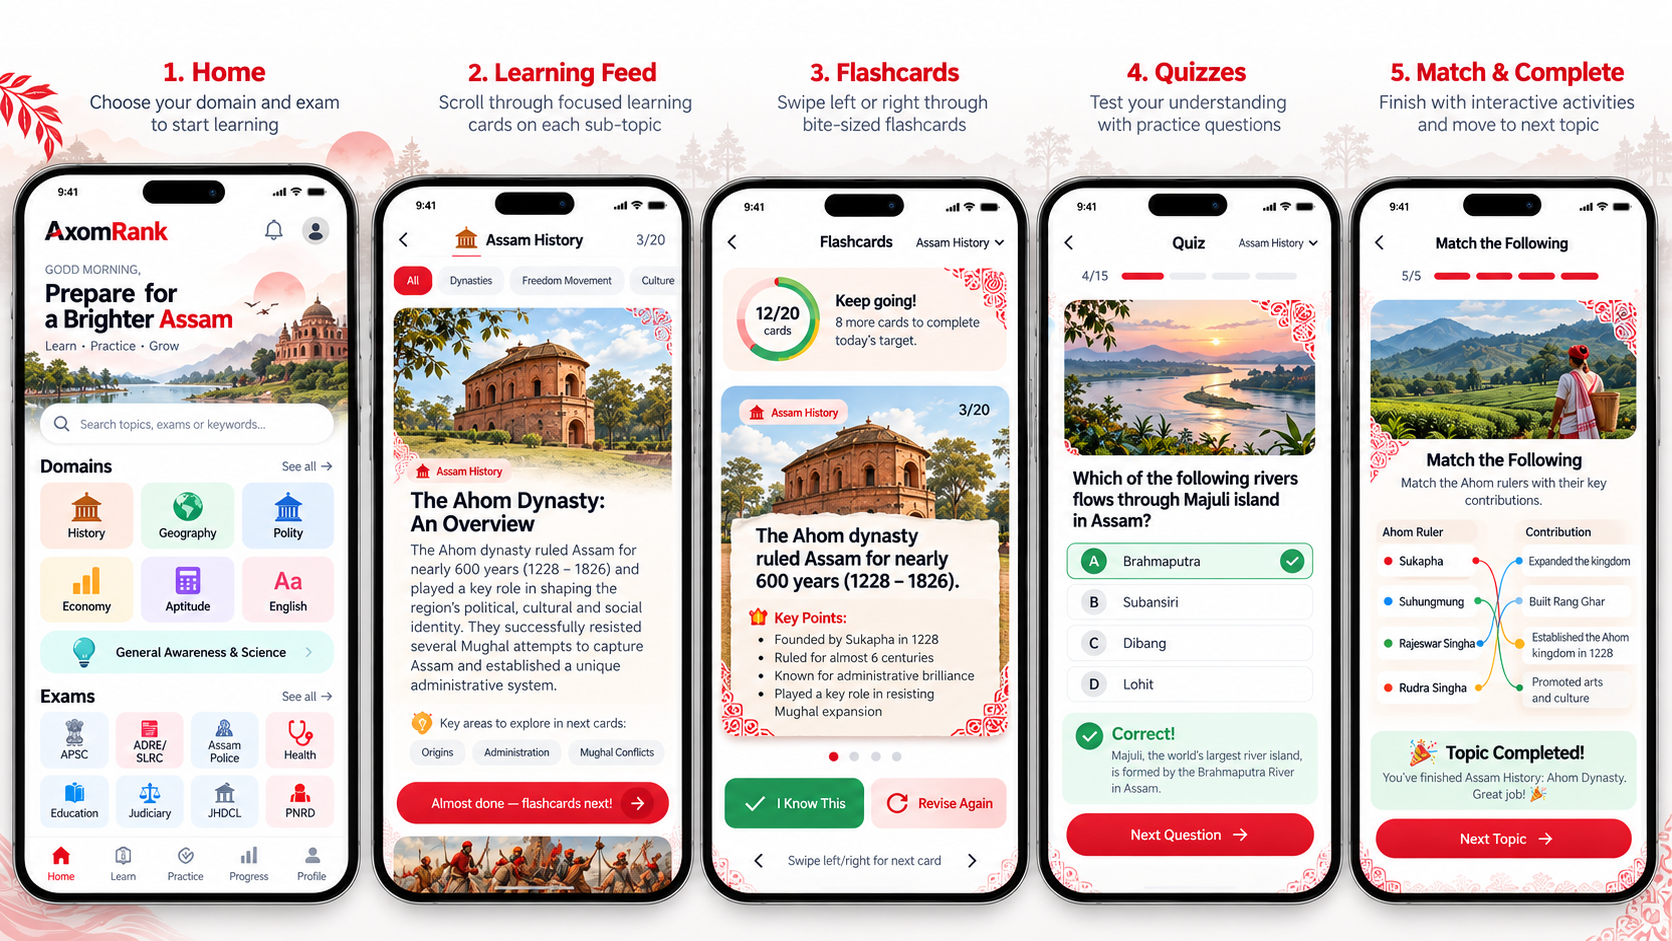 1. Home
Choose your domain and exam
to start learning
9:41
AxomRank
GOOD MORNING,
Prepare for
a Brighter Assam
Learn • Practice • Grow
Search topics, exams or keywords...
Domains
See all →
History
Geography
Polity
Economy
Aptitude
Aa
English
General Awareness & Science
Exams
See all →
APSC
ADRE/
SLRC
Assam
Police
Health
Education
Judiciary
JHDCL
PNRD
Home
Learn
Practice
Progress
Profile
2. Learning Feed
Scroll through focused learning
cards on each sub-topic
9:41
Assam History
3/20
All
Dynasties
Freedom Movement
Culture
Assam History
The Ahom Dynasty:
An Overview
The Ahom dynasty ruled Assam for
nearly 600 years (1228 – 1826) and
played a key role in shaping the
region's political, cultural and social
identity. They successfully resisted
several Mughal attempts to capture
Assam and established a unique
administrative system.
Key areas to explore in next cards:
Origins
Administration
Mughal Conflicts
Almost done — flashcards next! →
3. Flashcards
Swipe left or right through
bite-sized flashcards
9:41
Flashcards
Assam History
12/20
cards
Keep going!
8 more cards to complete
today's target.
Assam History
3/20
The Ahom dynasty
ruled Assam for nearly
600 years (1228 – 1826).
Key Points:
• Founded by Sukapha in 1228
• Ruled for almost 6 centuries
• Known for administrative brilliance
• Played a key role in resisting
Mughal expansion
I Know This
Revise Again
Swipe left/right for next card
4. Quizzes
Test your understanding
with practice questions
9:41
Quiz
Assam History
4/15
Which of the following rivers
flows through Majuli island
in Assam?
A Brahmaputra
B Subansiri
C Dibang
D Lohit
Correct!
Majuli, the world's largest river island,
is formed by the Brahmaputra River
in Assam.
Next Question →
5. Match & Complete
Finish with interactive activities
and move to next topic
9:41
Match the Following
5/5
Match the Following
Match the Ahom rulers with their key
contributions.
Ahom Ruler
Contribution
Sukapha
Expanded the kingdom
Suhungmung
Built Rang Ghar
Rajeswar Singha
Established the Ahom
kingdom in 1228
Rudra Singha
Promoted arts
and culture
Topic Completed!
You've finished Assam History: Ahom Dynasty.
Great job!
Next Topic →